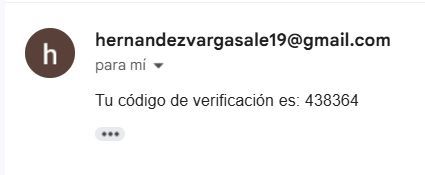 h
hernandezvargasale19@gmail.com
para mí
Tu código de verificación es: 438364